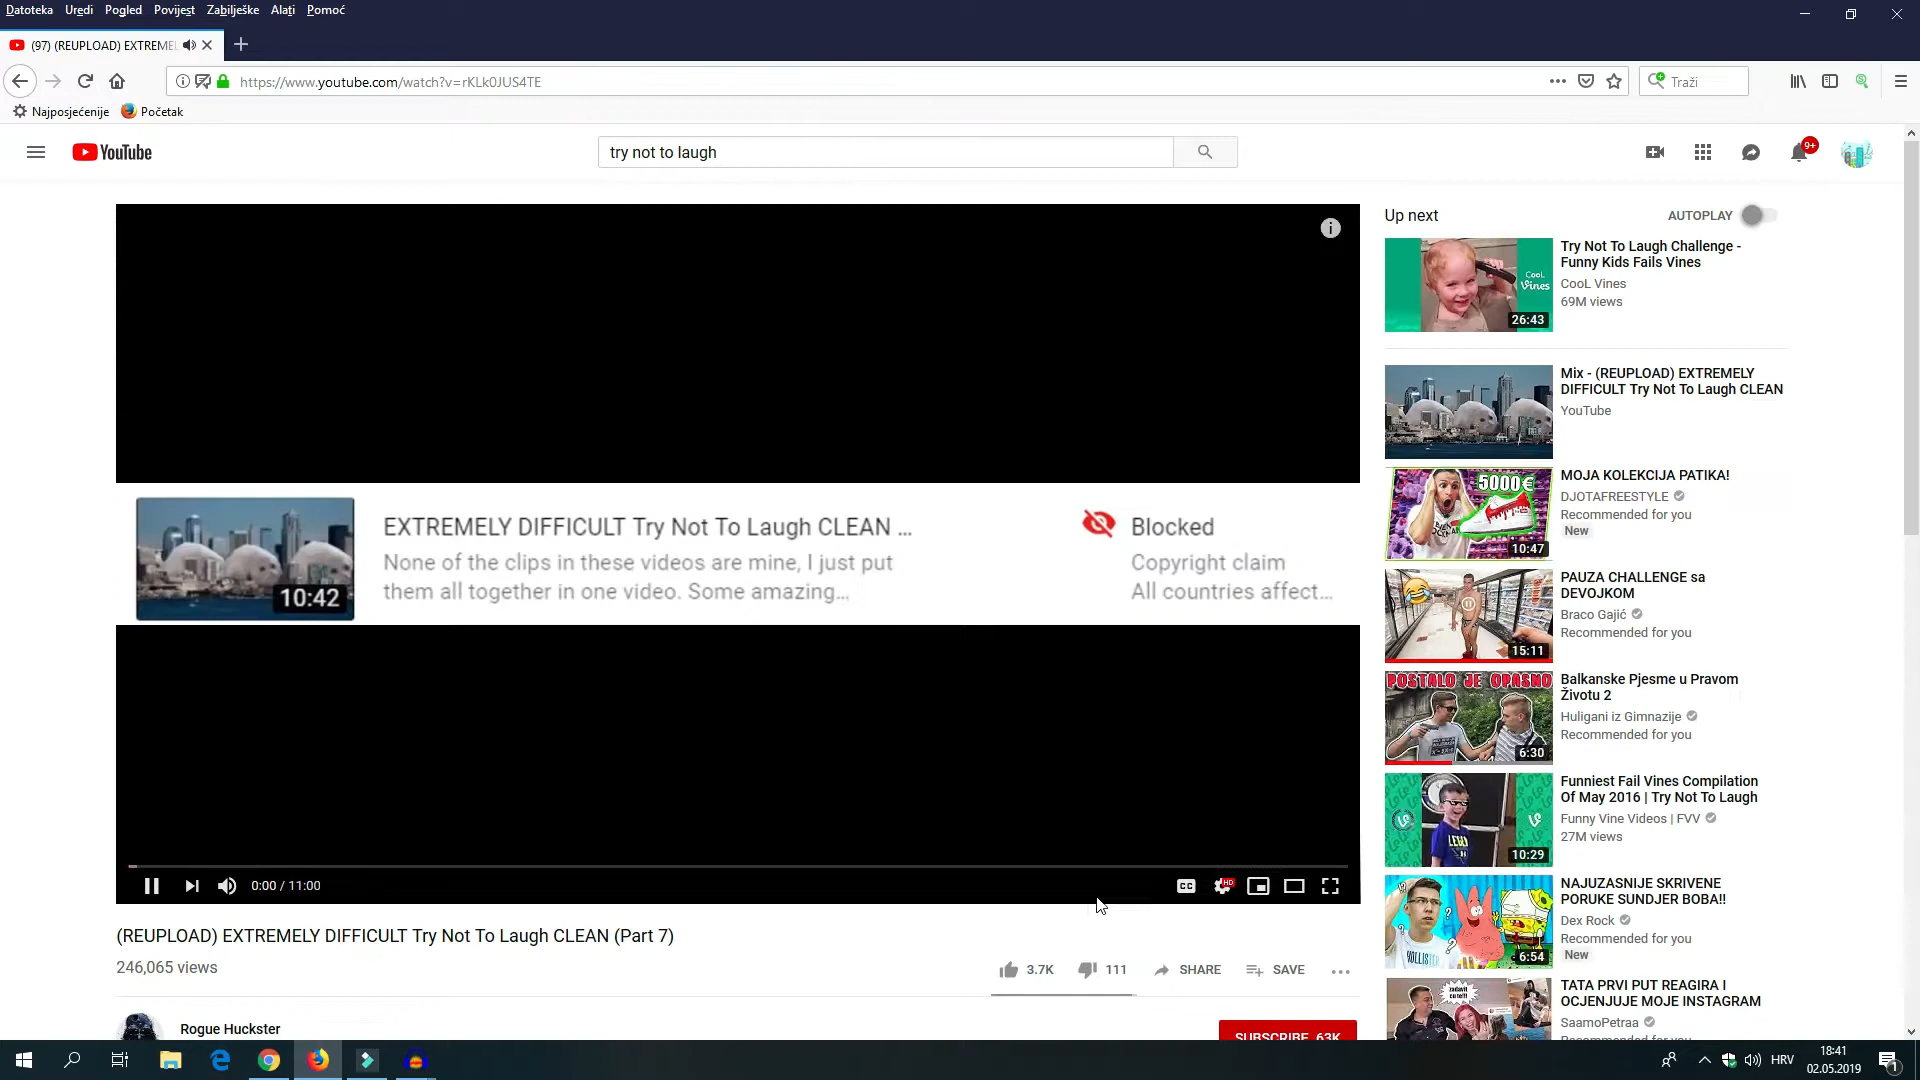 Datoteka Uredi Pogled Povijest Zabilješke Alati Pomoć
(97) (REUPLOAD) EXTREMEL
https://www.youtube.com/watch?v=rKLk0JUS4TE
Traži
Najposjećenije Početak
YouTube
try not to laugh
9+
EXTREMELY DIFFICULT Try Not To Laugh CLEAN ...
None of the clips in these videos are mine, I just put
them all together in one video. Some amazing...
10:42
Blocked
Copyright claim
All countries affect...
0:00 / 11:00
CC
HD
(REUPLOAD) EXTREMELY DIFFICULT Try Not To Laugh CLEAN (Part 7)
246,065 views
3.7K 111 SHARE SAVE
Rogue Huckster
SUBSCRIBE 63K
Up next
AUTOPLAY
CooL
Vines
26:43
Try Not To Laugh Challenge -
Funny Kids Fails Vines
CooL Vines
69M views
Mix - (REUPLOAD) EXTREMELY
DIFFICULT Try Not To Laugh CLEAN
YouTube
5000€
10:47
MOJA KOLEKCIJA PATIKA!
DJOTAFREESTYLE
Recommended for you
New
15:11
PAUZA CHALLENGE sa
DEVOJKOM
Braco Gajić
Recommended for you
POSTALO JE OPASNO
6:30
Balkanske Pjesme u Pravom
Životu 2
Huligani iz Gimnazije
Recommended for you
10:29
Funniest Fail Vines Compilation
Of May 2016 | Try Not To Laugh
Funny Vine Videos | FVV
27M views
6:54
NAJUZASNIJE SKRIVENE
PORUKE SUNDJER BOBA!!
Dex Rock
Recommended for you
New
TATA PRVI PUT REAGIRA I
OCJENJUJE MOJE INSTAGRAM
SaamoPetraa
Recommended for you
HRV
18:41
02.05.2019
1